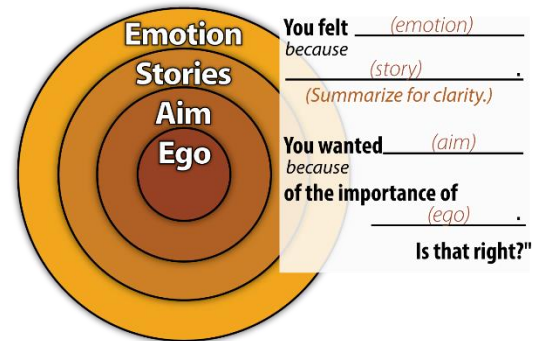 Emotion
Stories
Aim
Ego
You felt (emotion)
because
(story) .
(Summarize for clarity.)
You wanted (aim)
because
of the importance of
(ego) .
Is that right?"